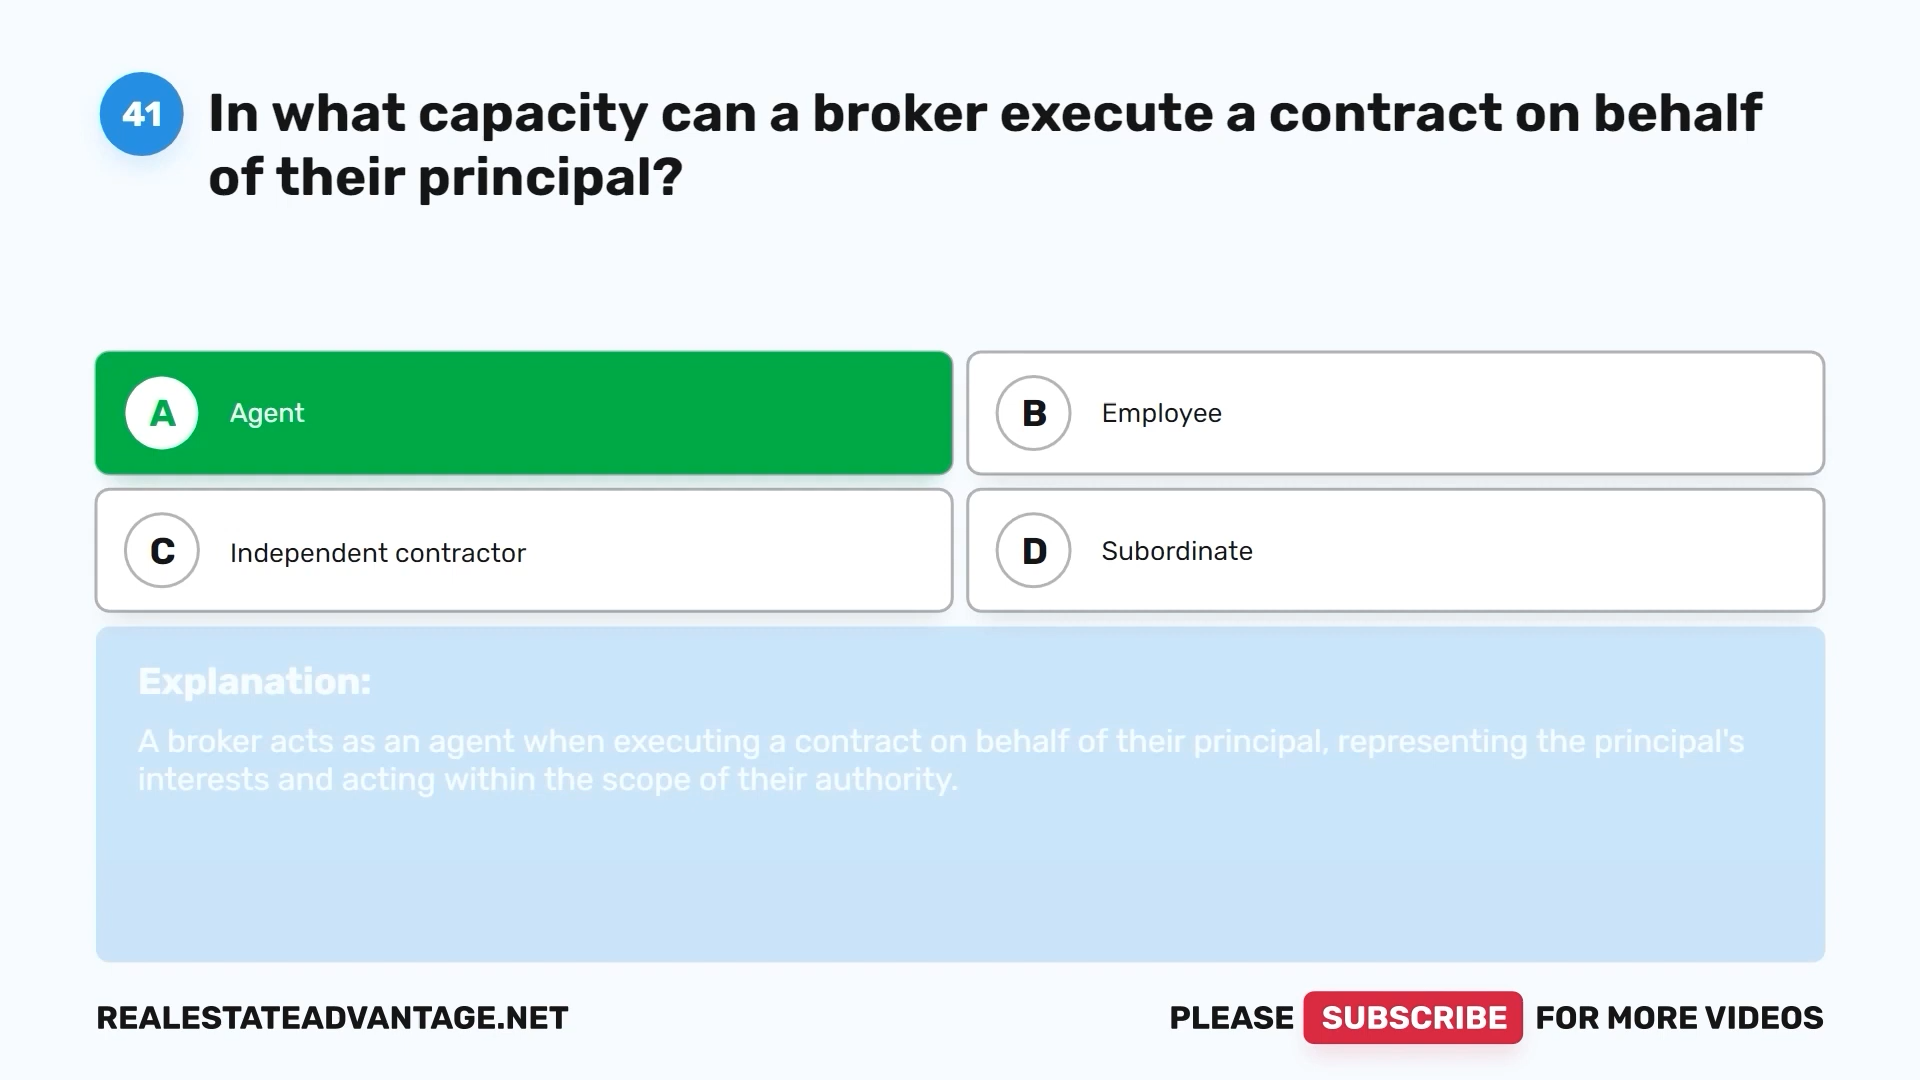 41
In what capacity can a broker execute a contract on behalf
of their principal?
A Agent
B Employee
C Independent contractor
D Subordinate
Explanation:
A broker acts as an agent when executing a contract on behalf of their principal, representing the principal's
interests and acting within the scope of their authority.
REALESTATEADVANTAGE.NET
PLEASE SUBSCRIBE FOR MORE VIDEOS